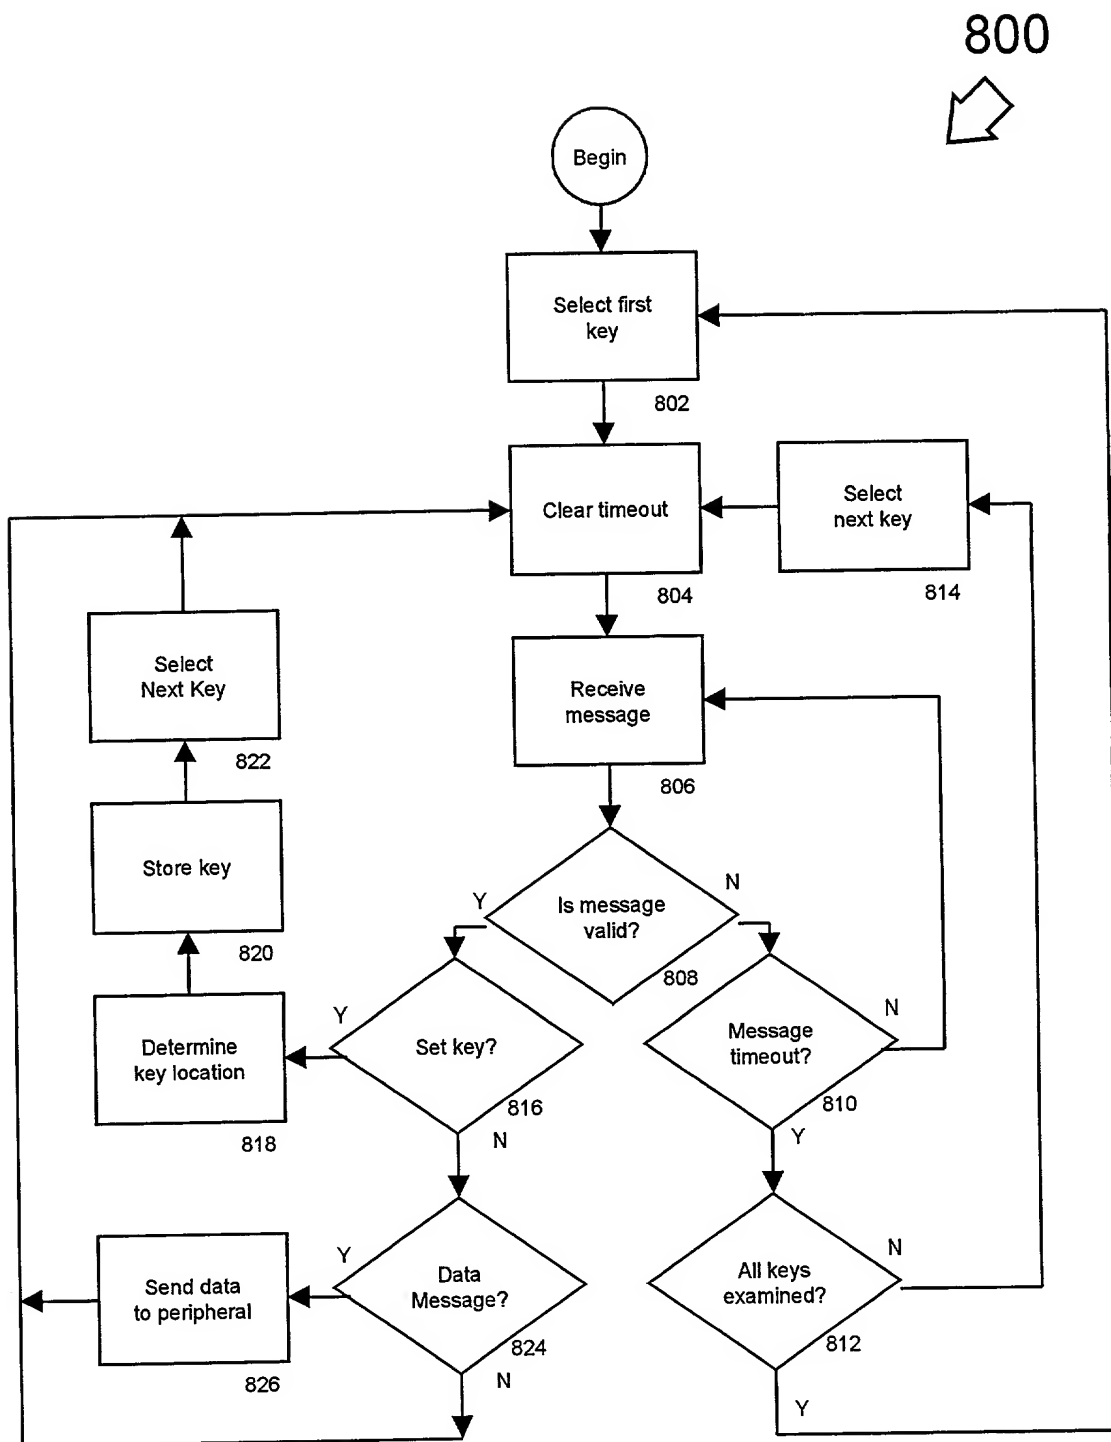 800
Begin
Select first
key
802
Clear timeout
804
Select
next key
814
Receive
message
806
Select
Next Key
822
Store key
820
Is message
valid?
Y
N
808
Determine
key location
818
Set key?
Y
816
N
Message
timeout?
N
810
Y
Send data
to peripheral
826
Data
Message?
Y
824
N
All keys
examined?
N
812
Y